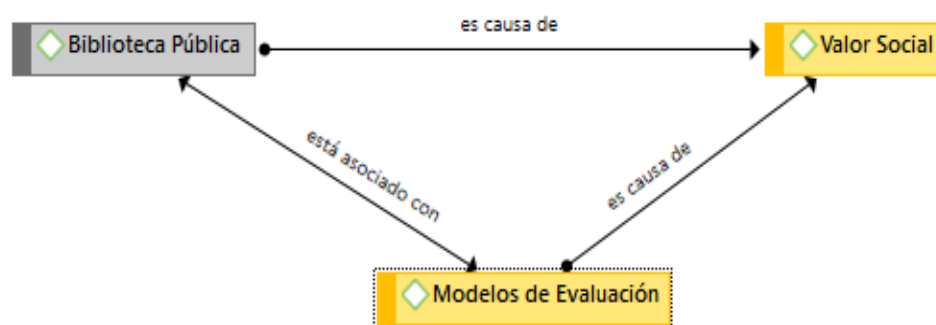 es causa de
Biblioteca Pública
Valor Social
está asociado con
es causa de
Modelos de Evaluación